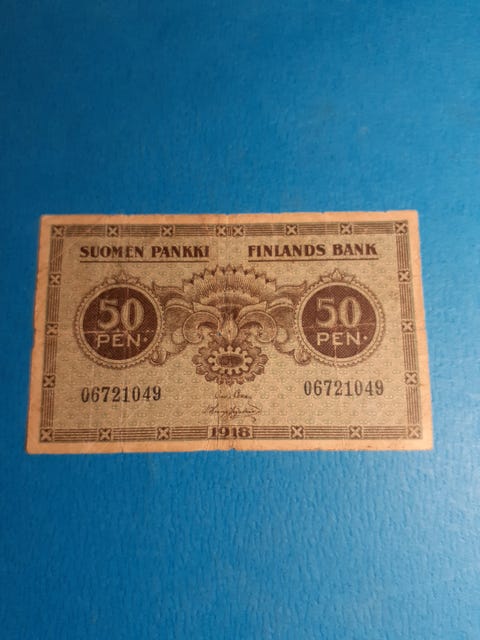 SUOMEN PANKKI FINLANDS BANK
50 50
PEN. PEN.
06721049 06721049
1918